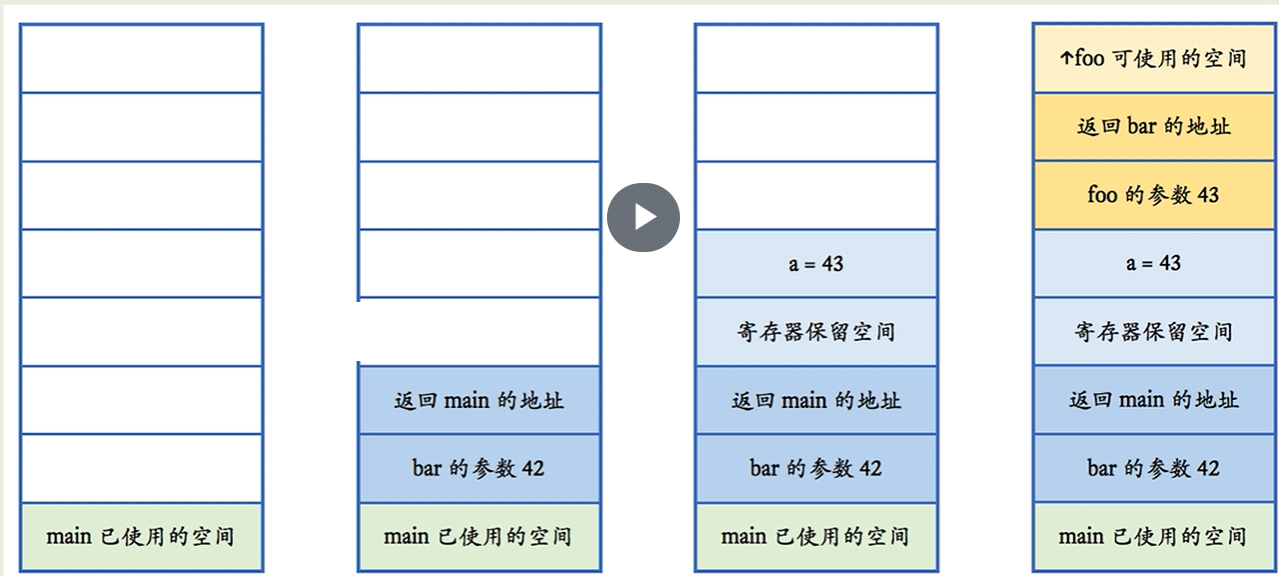 main 已使用的空间
返回 main 的地址
bar 的参数 42
main 已使用的空间
a = 43
寄存器保留空间
返回 main 的地址
bar 的参数 42
main 已使用的空间
↑foo 可使用的空间
返回 bar 的地址
foo 的参数 43
a = 43
寄存器保留空间
返回 main 的地址
bar 的参数 42
main 已使用的空间